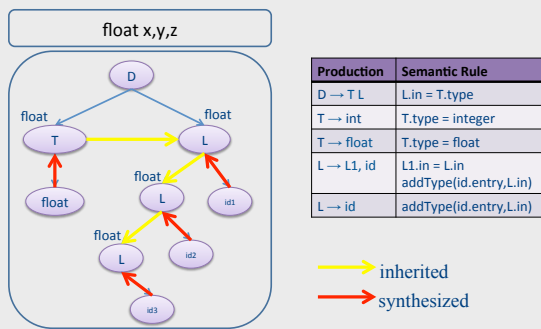 float x,y,z
D
float
float
T
L
float
float
L
id1
float
L
id2
id3
Production Semantic Rule
D → T L L.in = T.type
T → int T.type = integer
T → float T.type = float
L → L1, id L1.in = L.in
addType(id.entry,L.in)
L → id addType(id.entry,L.in)
inherited
synthesized